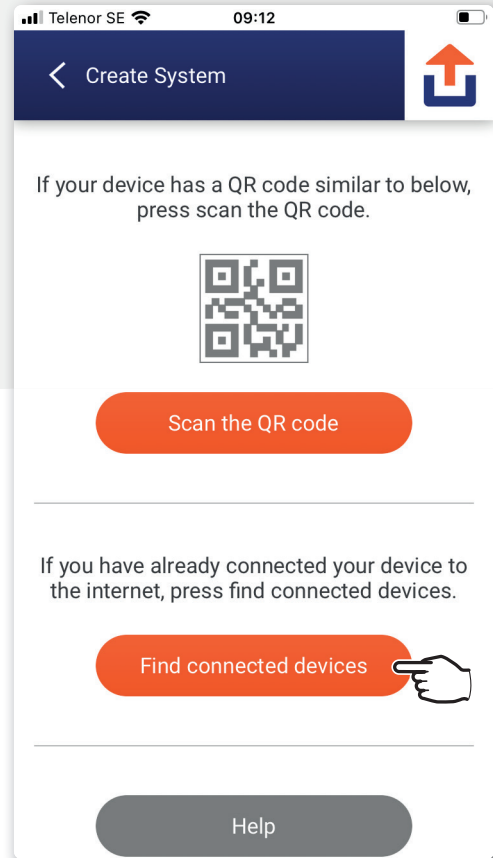 Telenor SE 09:12
Create System
If your device has a QR code similar to below,
press scan the QR code.
Scan the QR code
If you have already connected your device to
the internet, press find connected devices.
Find connected devices
Help